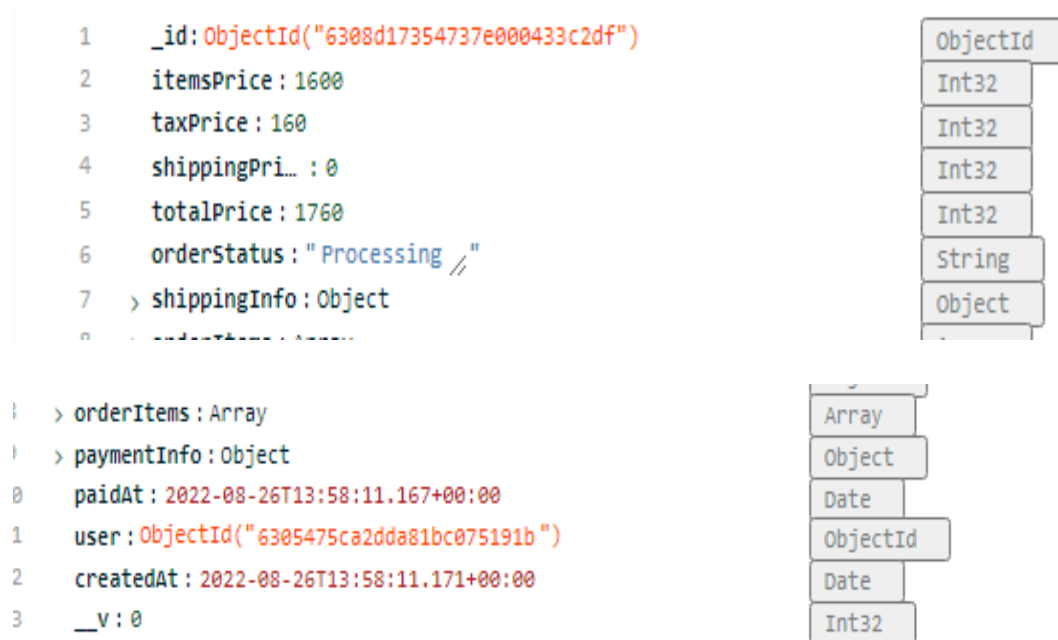 1 _id: ObjectId("6308d17354737e000433c2df") ObjectId
2 itemsPrice : 1600 Int32
3 taxPrice : 160 Int32
4 shippingPri… : 0 Int32
5 totalPrice : 1760 Int32
6 orderStatus : "Processing" String
7 > shippingInfo : Object Object
> orderItems : Array Array
> paymentInfo : Object Object
paidAt : 2022-08-26T13:58:11.167+00:00 Date
user : ObjectId("6305475ca2dda81bc075191b") ObjectId
createdAt : 2022-08-26T13:58:11.171+00:00 Date
__v : 0 Int32